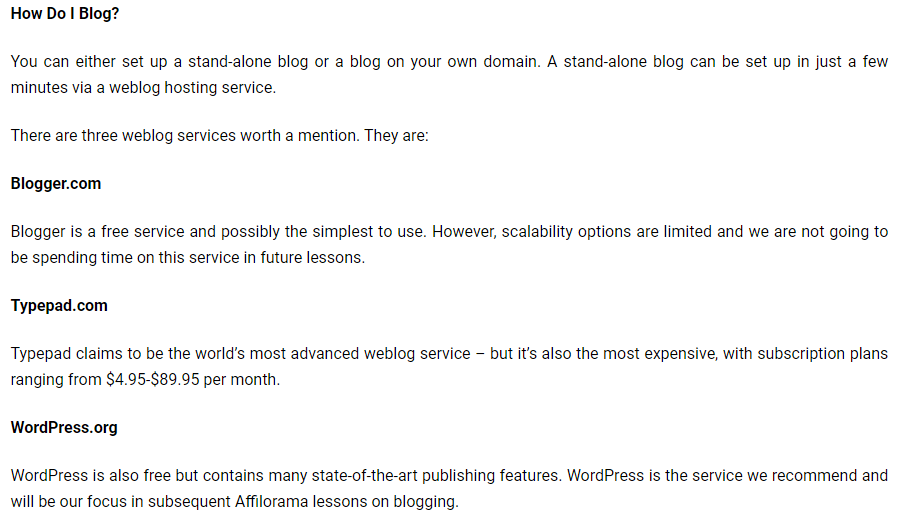 How Do I Blog?
You can either set up a stand-alone blog or a blog on your own domain. A stand-alone blog can be set up in just a few
minutes via a weblog hosting service.
There are three weblog services worth a mention. They are:
Blogger.com
Blogger is a free service and possibly the simplest to use. However, scalability options are limited and we are not going to
be spending time on this service in future lessons.
Typepad.com
Typepad claims to be the world’s most advanced weblog service – but it’s also the most expensive, with subscription plans
ranging from $4.95-$89.95 per month.
WordPress.org
WordPress is also free but contains many state-of-the-art publishing features. WordPress is the service we recommend and
will be our focus in subsequent Affilorama lessons on blogging.